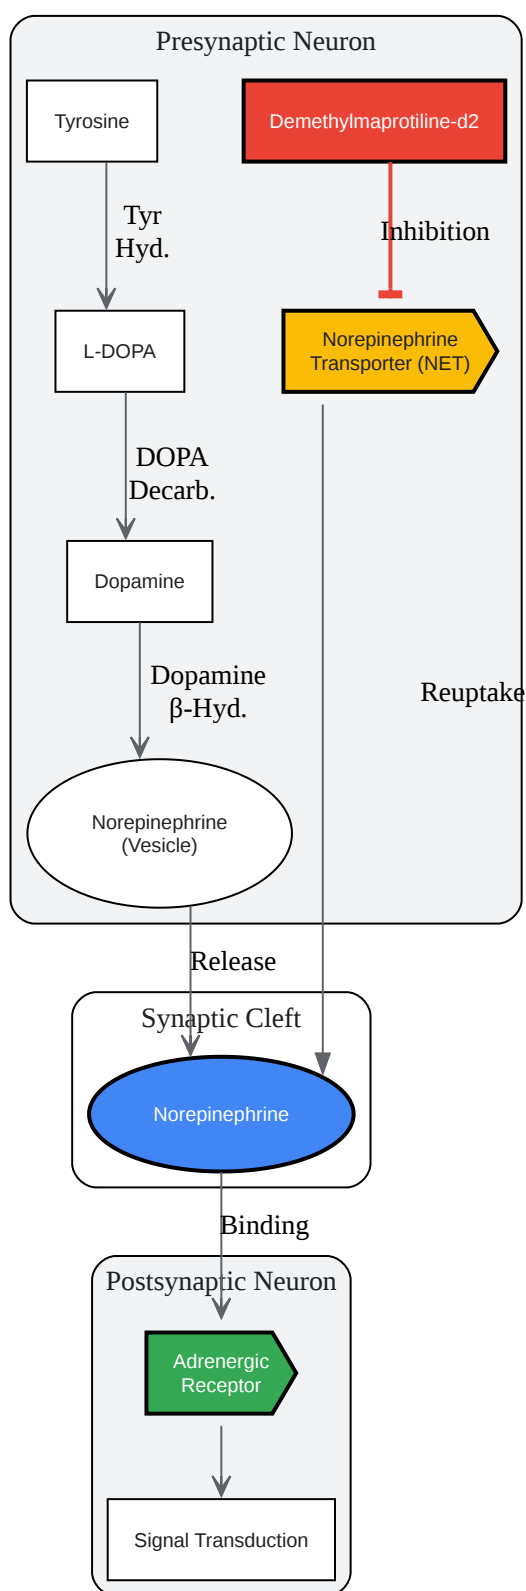 Presynaptic Neuron
Tyrosine
Demethylmaprotiline-d2
Tyr
Hyd.
Inhibition
L-DOPA
Norepinephrine
Transporter (NET)
DOPA
Decarb.
Dopamine
Dopamine
β-Hyd.
Reuptake
Norepinephrine
(Vesicle)
Release
Synaptic Cleft
Norepinephrine
Binding
Postsynaptic Neuron
Adrenergic
Receptor
Signal Transduction